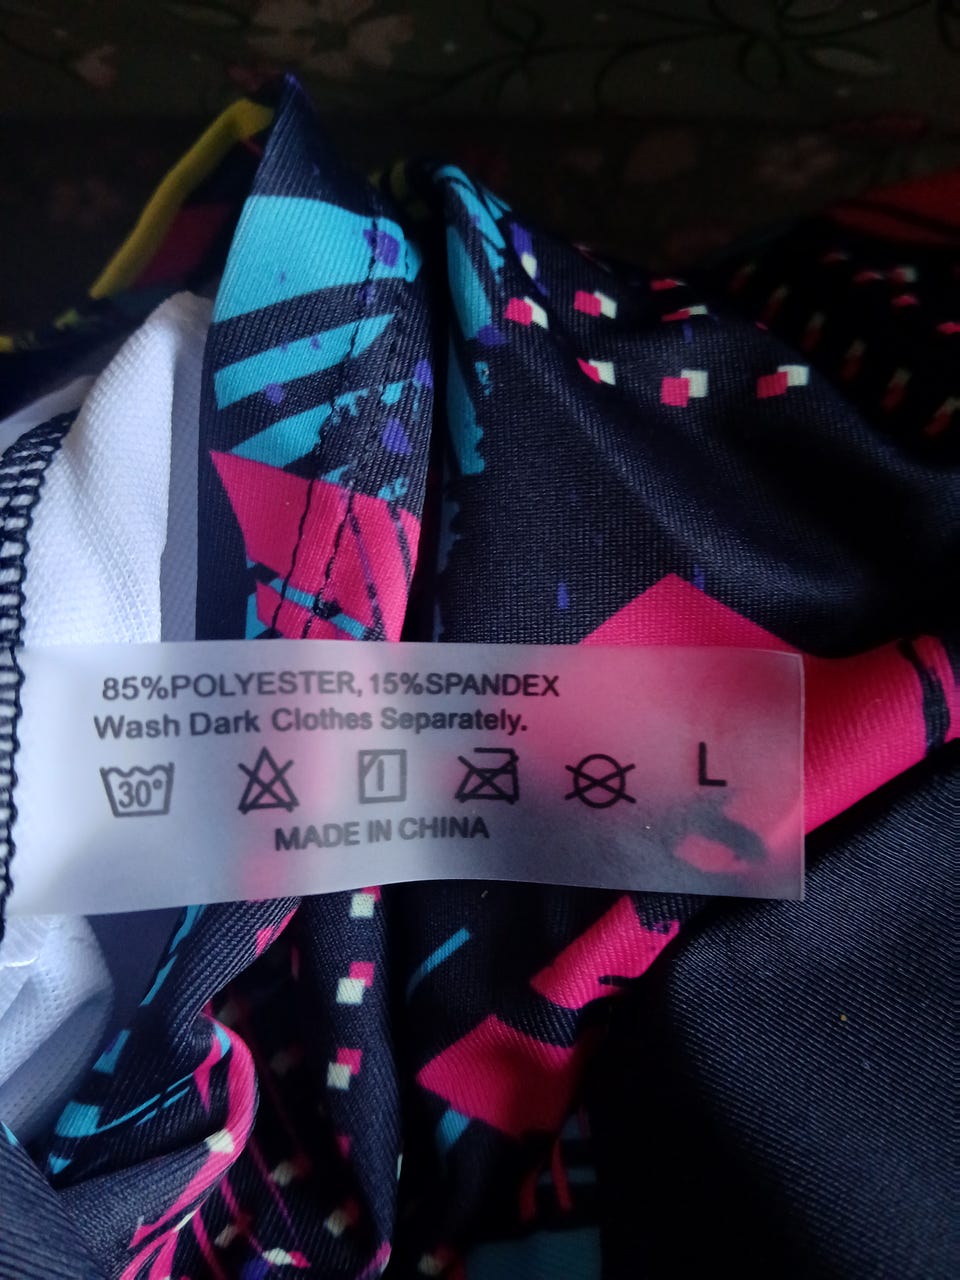 85%POLYESTER, 15%SPANDEX
Wash Dark Clothes Separately.
30° L
MADE IN CHINA